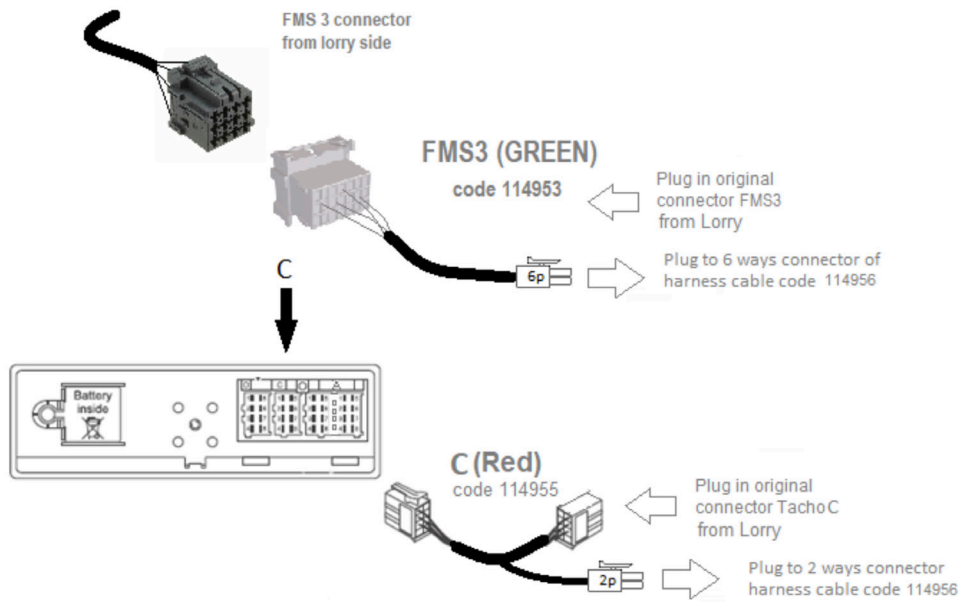 FMS 3 connector
from lorry side
FMS3 (GREEN)
code 114953
Plug in original
connector FMS3
from Lorry
Plug to 6 ways connector of
harness cable code 114956
6p
C
Battery
inside
D C B A
C (Red)
code 114955
Plug in original
connector Tacho C
from Lorry
Plug to 2 ways connector
harness cable code 114956
2p